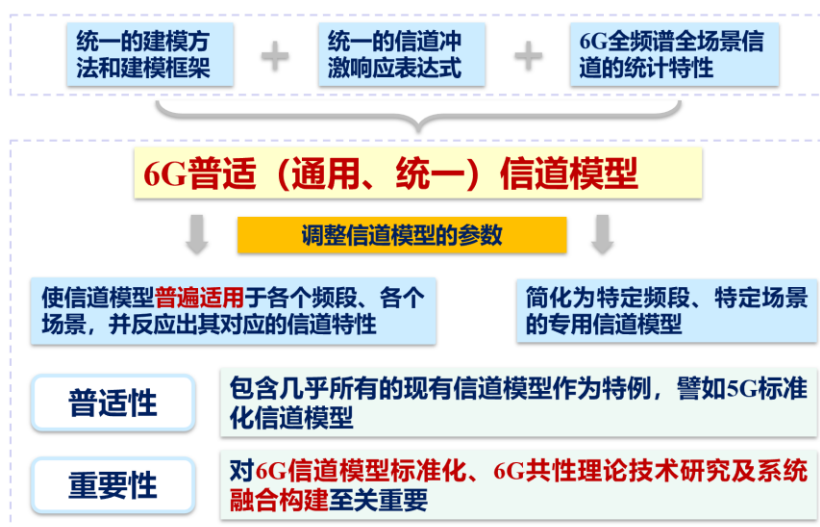 统一的建模方
法和建模框架
+
统一的信道冲
激响应表达式
+
6G全频谱全场景信
道的统计特性
6G普适（通用、统一）信道模型
调整信道模型的参数
使信道模型普遍适用于各个频段、各个
场景，并反应出其对应的信道特性
简化为特定频段、特定场景
的专用信道模型
普适性
包含几乎所有的现有信道模型作为特例，譬如5G标准
化信道模型
重要性
对6G信道模型标准化、6G共性理论技术研究及系统
融合构建至关重要